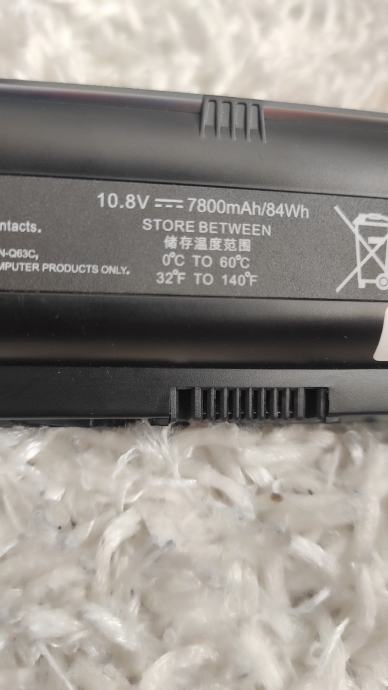 10.8V ⎓ 7800mAh/84Wh
STORE BETWEEN
储存温度范围
0°C TO 60°C
32°F TO 140°F
ntacts.
N-Q63C,
MPUTER PRODUCTS ONLY.